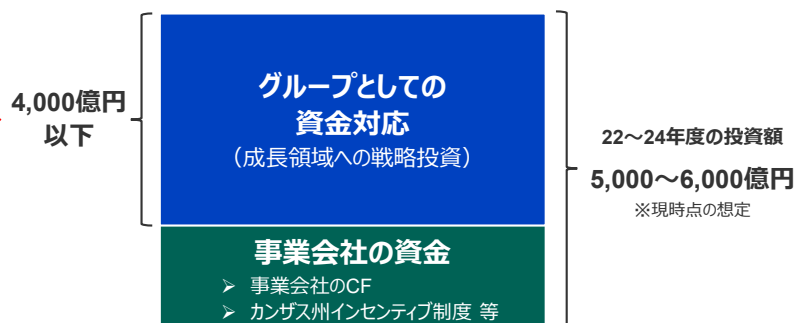 4,000億円
以下
グループとしての
資金対応
（成長領域への戦略投資）
22～24年度の投資額
5,000～6,000億円
※現時点の想定
事業会社の資金
➢ 事業会社のCF
➢ カンザス州インセンティブ制度 等